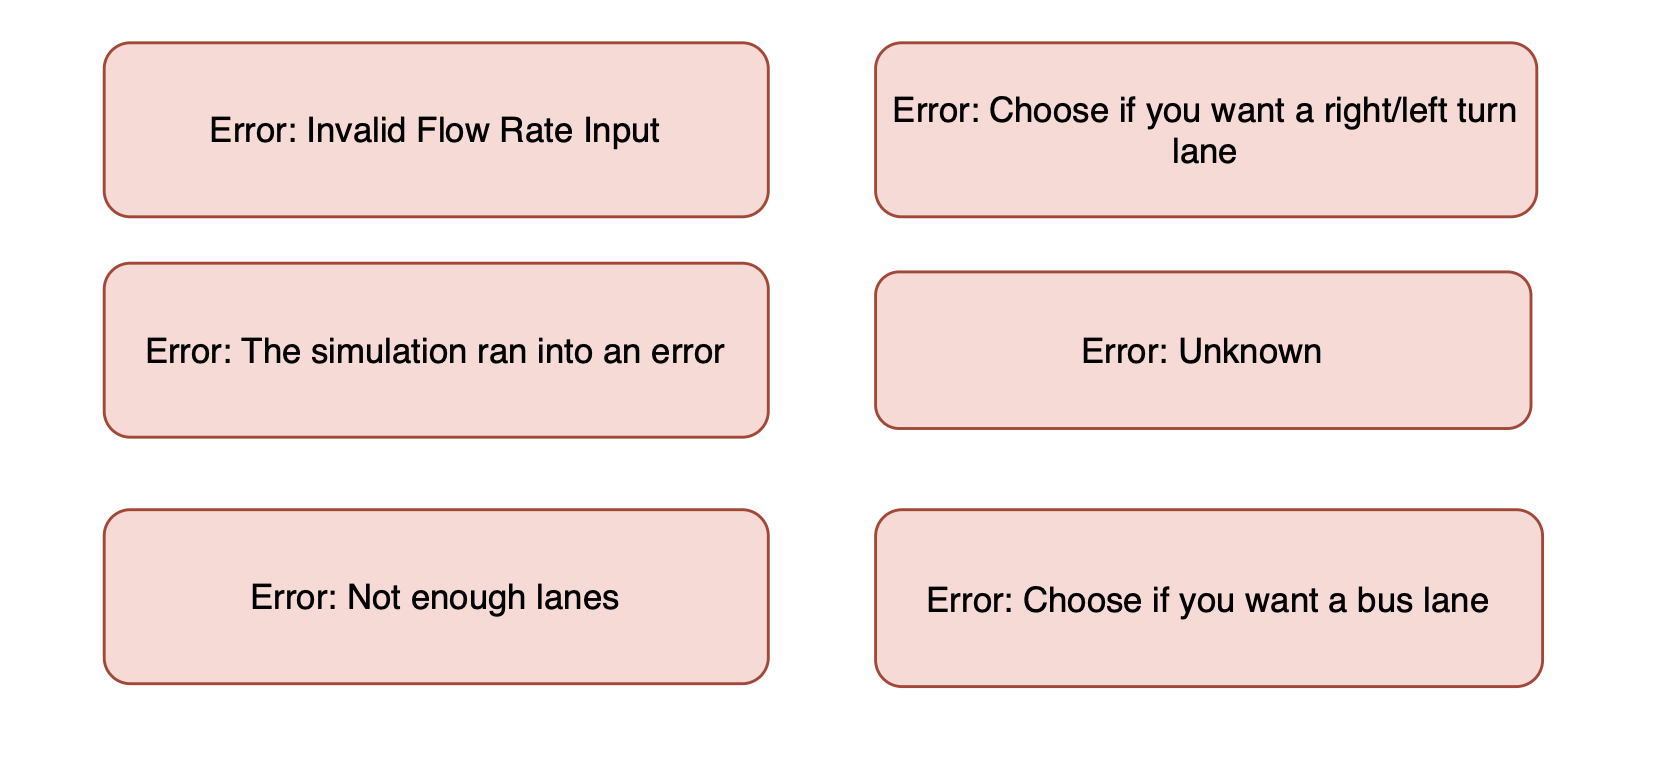 Error: Invalid Flow Rate Input
Error: Choose if you want a right/left turn
lane
Error: The simulation ran into an error
Error: Unknown
Error: Not enough lanes
Error: Choose if you want a bus lane